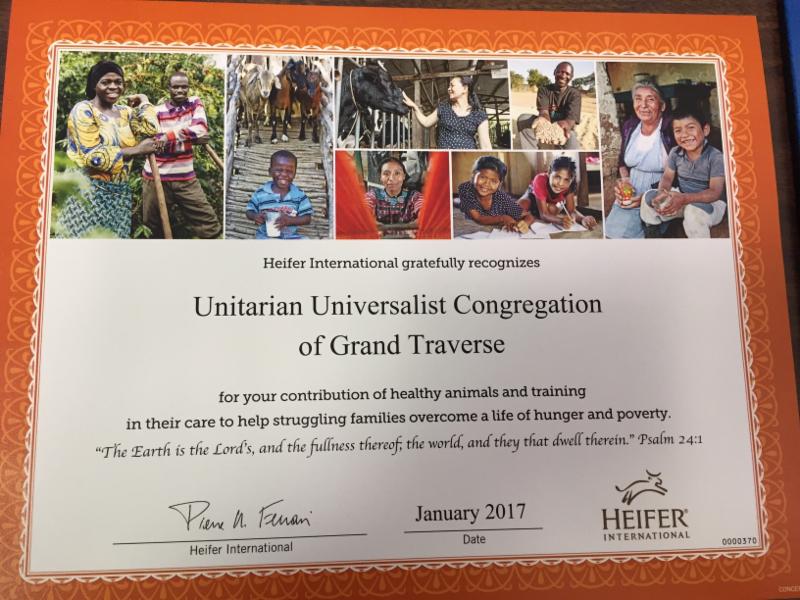 Heifer International gratefully recognizes
Unitarian Universalist Congregation
of Grand Traverse
for your contribution of healthy animals and training
in their care to help struggling families overcome a life of hunger and poverty.
"The Earth is the Lord's, and the fullness thereof; the world, and they that dwell therein." Psalm 24:1
January 2017
Heifer International
Date
HEIFER®
INTERNATIONAL
0000370